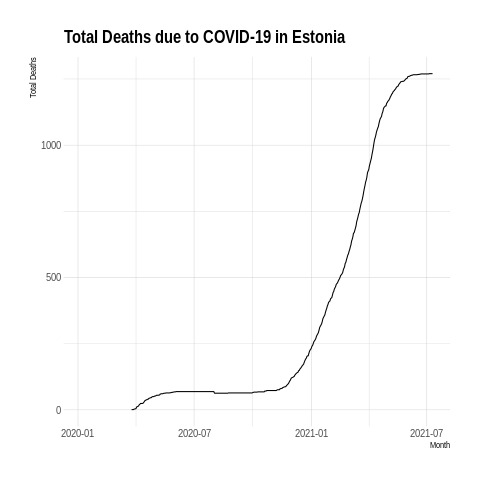 Total Deaths due to COVID-19 in Estonia
Total Deaths
1000
500
0
2020-01 2020-07 2021-01 2021-07
Month